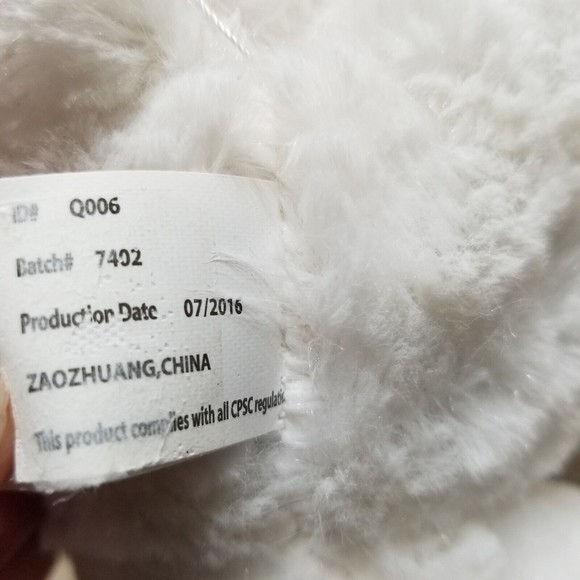 ID# Q006
Batch# 7402
Production Date 07/2016
ZAOZHUANG,CHINA
This product complies with all CPSC